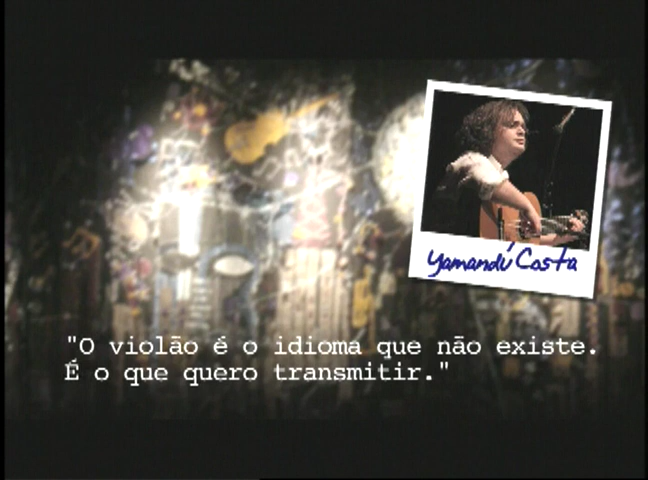 Yamandú Costa
"O violão é o idioma que não existe.
É o que quero transmitir."